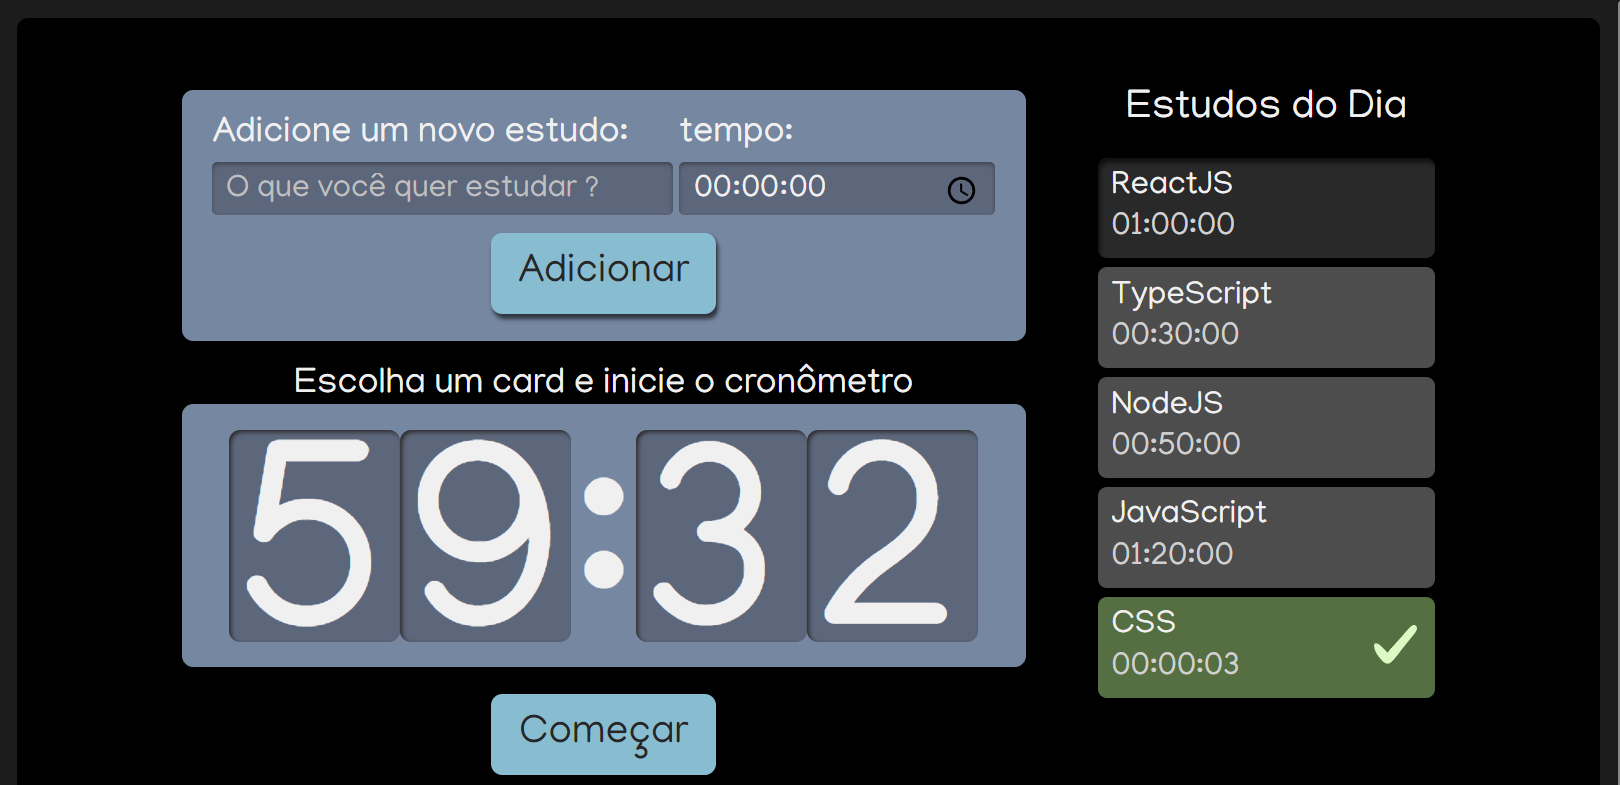 Adicione um novo estudo: tempo:
O que você quer estudar ? 00:00:00
Adicionar
Escolha um card e inicie o cronômetro
59:32
Começar
Estudos do Dia
ReactJS
01:00:00
TypeScript
00:30:00
NodeJS
00:50:00
JavaScript
01:20:00
CSS
00:00:03